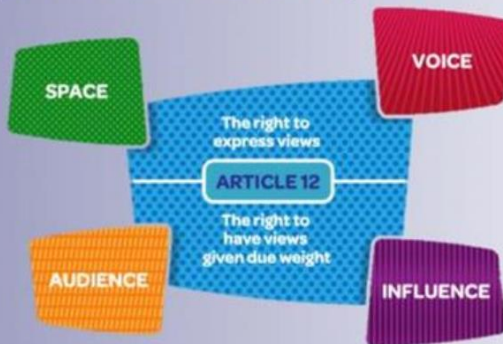 SPACE
VOICE
The right to
express views
ARTICLE 12
The right to
have views
given due weight
AUDIENCE
INFLUENCE